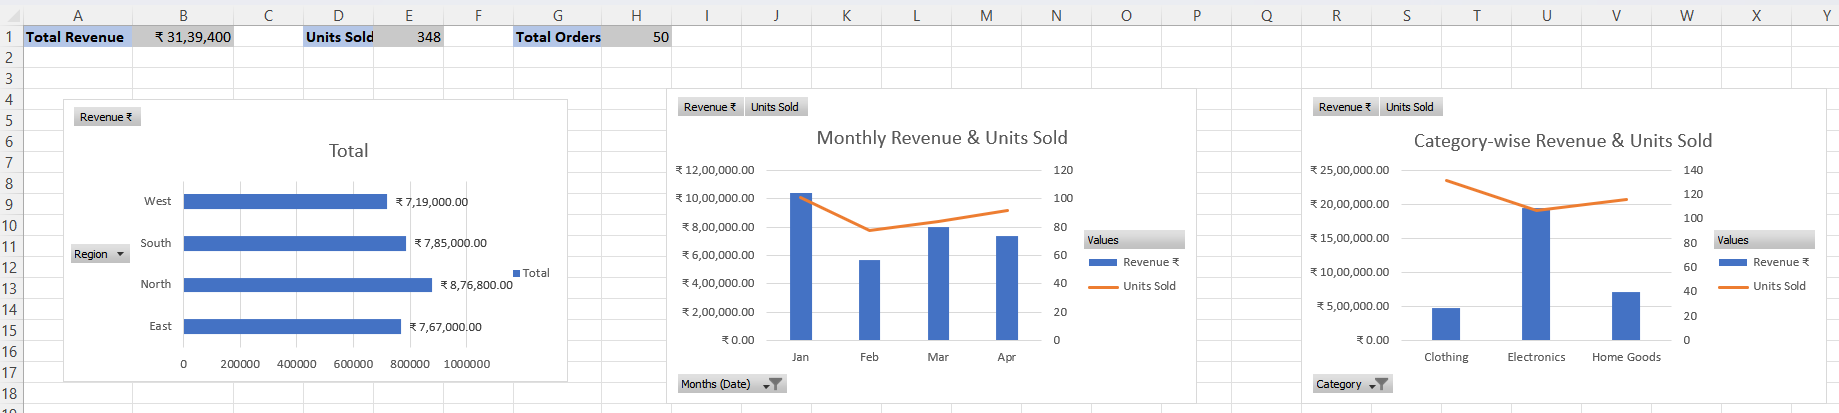 A B C D E F G H I J K L M N O P Q R S T U V W X Y
1 Total Revenue ₹ 31,39,400 Units Sold 348 Total Orders 50
2
3
4
5
6
7
8
9
10
11
12
13
14
15
16
17
18
Revenue ₹
Total
West ₹ 7,19,000.00
South ₹ 7,85,000.00
Region
North ₹ 8,76,800.00
Total
East ₹ 7,67,000.00
0 200000 400000 600000 800000 1000000
Revenue ₹ Units Sold
Monthly Revenue & Units Sold
₹ 12,00,000.00 120
₹ 10,00,000.00 100
₹ 8,00,000.00 80
₹ 6,00,000.00 60
₹ 4,00,000.00 40
₹ 2,00,000.00 20
₹ 0.00 0
Jan Feb Mar Apr
Values
Revenue ₹
Units Sold
Months (Date)
Revenue ₹ Units Sold
Category-wise Revenue & Units Sold
₹ 25,00,000.00 140
₹ 20,00,000.00 120
₹ 15,00,000.00 100
₹ 10,00,000.00 80
₹ 5,00,000.00 60
₹ 0.00 40
20
0
Clothing Electronics Home Goods
Values
Revenue ₹
Units Sold
Category